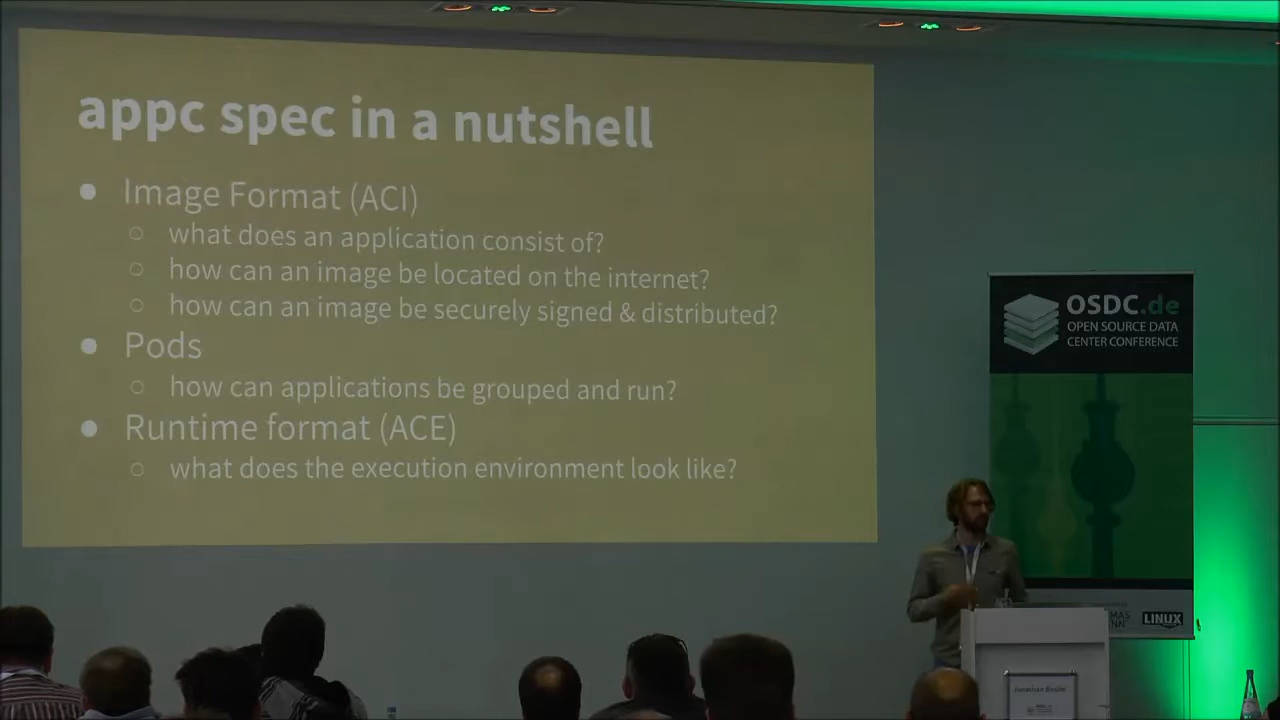 appc spec in a nutshell
● Image Format (ACI)
○ what does an application consist of?
○ how can an image be located on the internet?
○ how can an image be securely signed & distributed?
● Pods
○ how can applications be grouped and run?
● Runtime format (ACE)
○ what does the execution environment look like?
OSDC.de
OPEN SOURCE DATA
CENTER CONFERENCE
LINUX
Jonathan Boulle